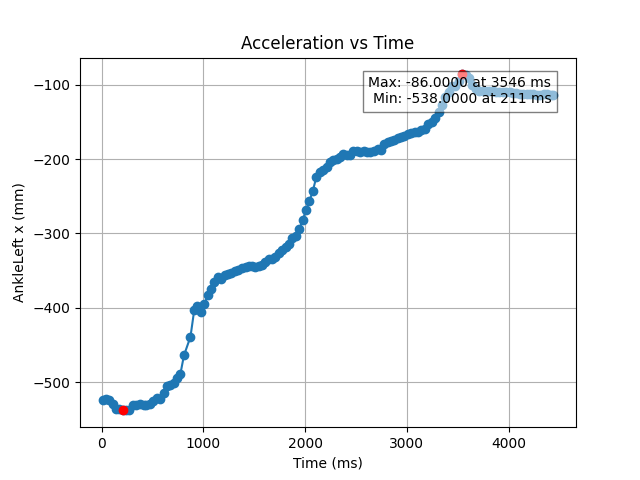 Acceleration vs Time
Max: -86.0000 at 3546 ms
Min: -538.0000 at 211 ms
AnkleLeft x (mm)
−100
−200
−300
−400
−500
0 1000 2000 3000 4000
Time (ms)